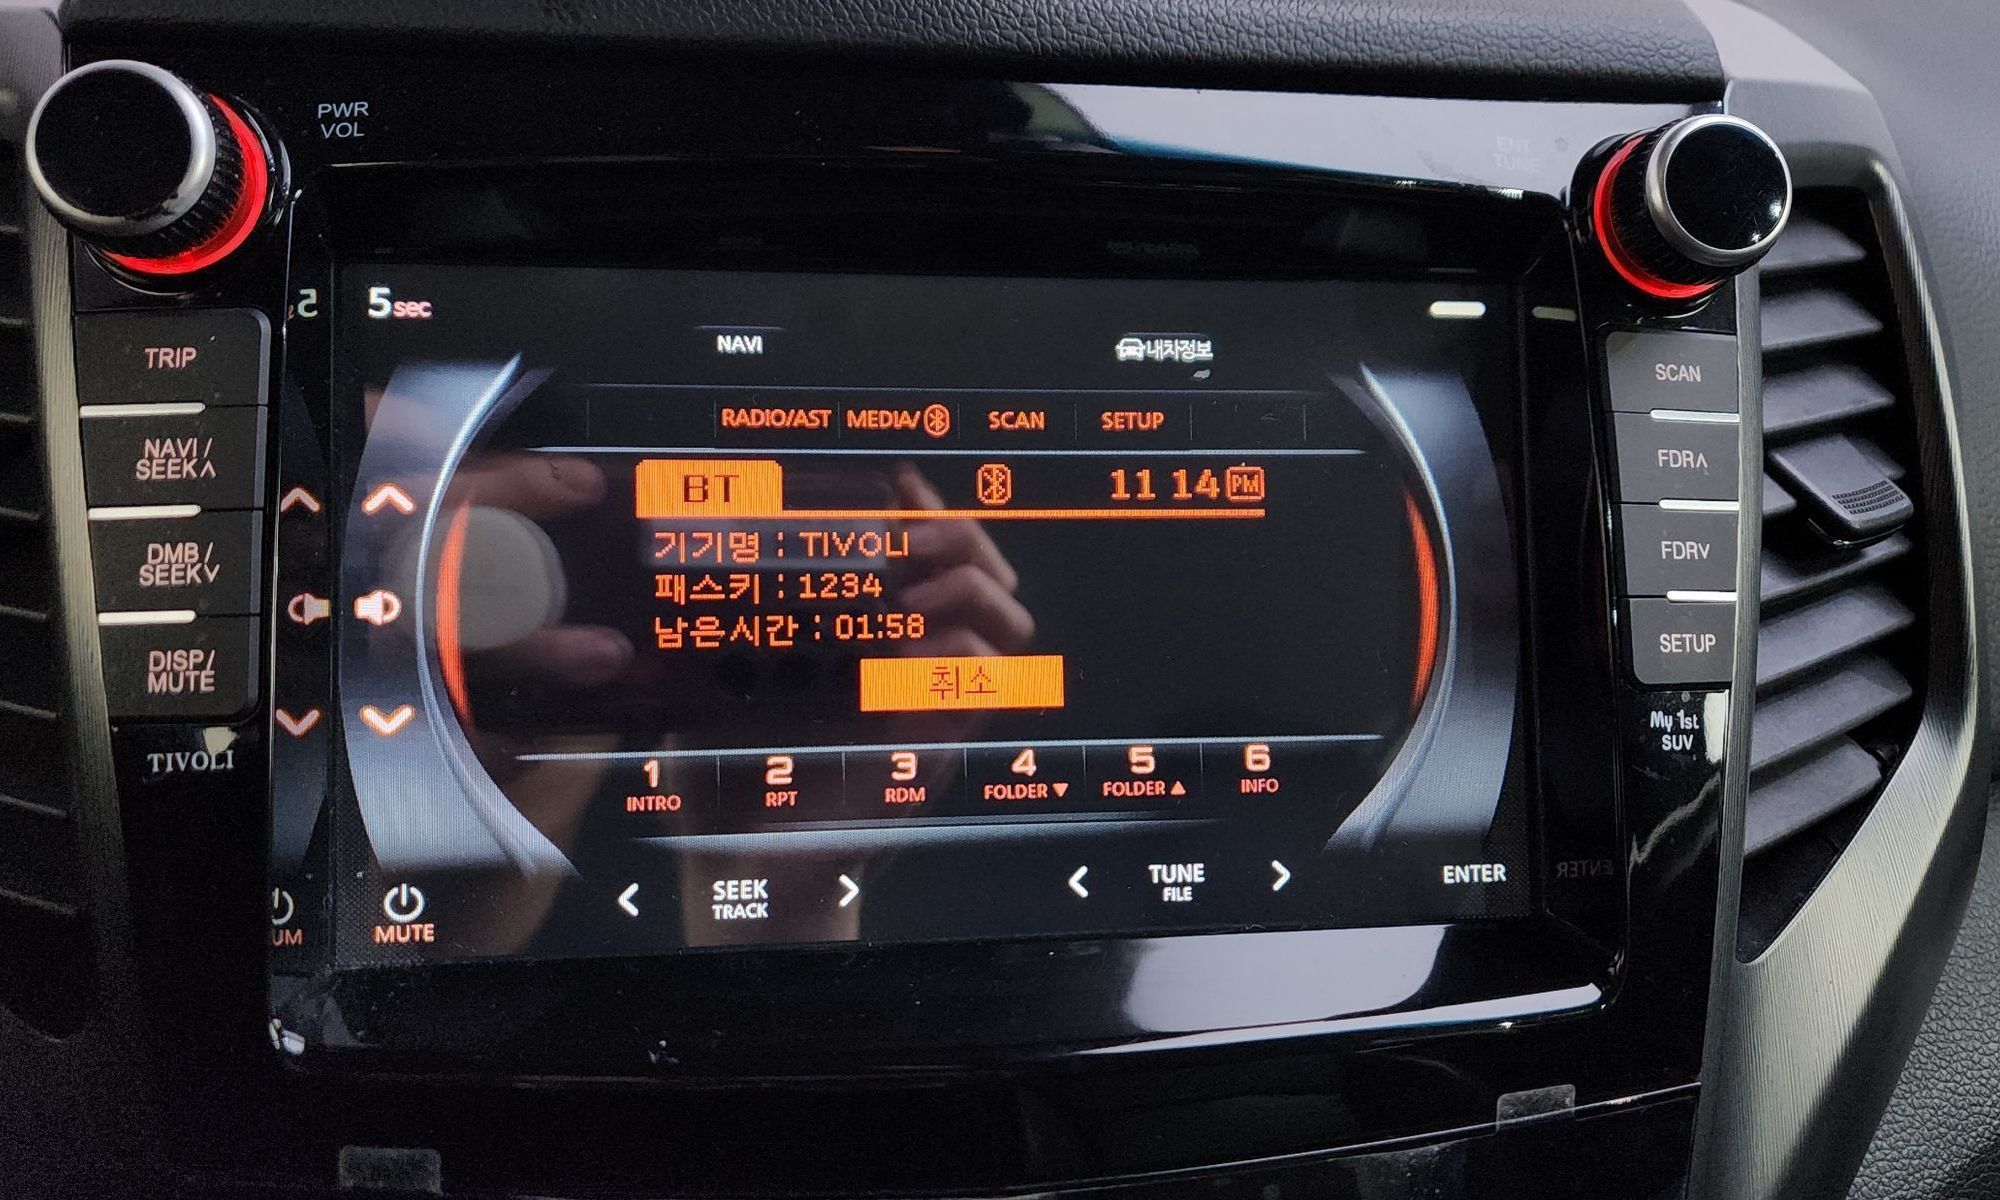 PWR
VOL
TRIP
NAVI /
SEEK∧
DMB /
SEEK∨
DISP/
MUTE
TIVOLI
5sec
NAVI
내차정보
RADIO/AST MEDIA/ SCAN SETUP
BT 11 14 PM
기기명 : TIVOLI
패스키 : 1234
남은시간 : 01:58
취소
1 2 3 4 5 6
INTRO RPT RDM FOLDER▼ FOLDER▲ INFO
MUTE
< SEEK >
TRACK
< TUNE >
FILE
ENTER
SCAN
FDR∧
FDR∨
SETUP
My 1st
SUV